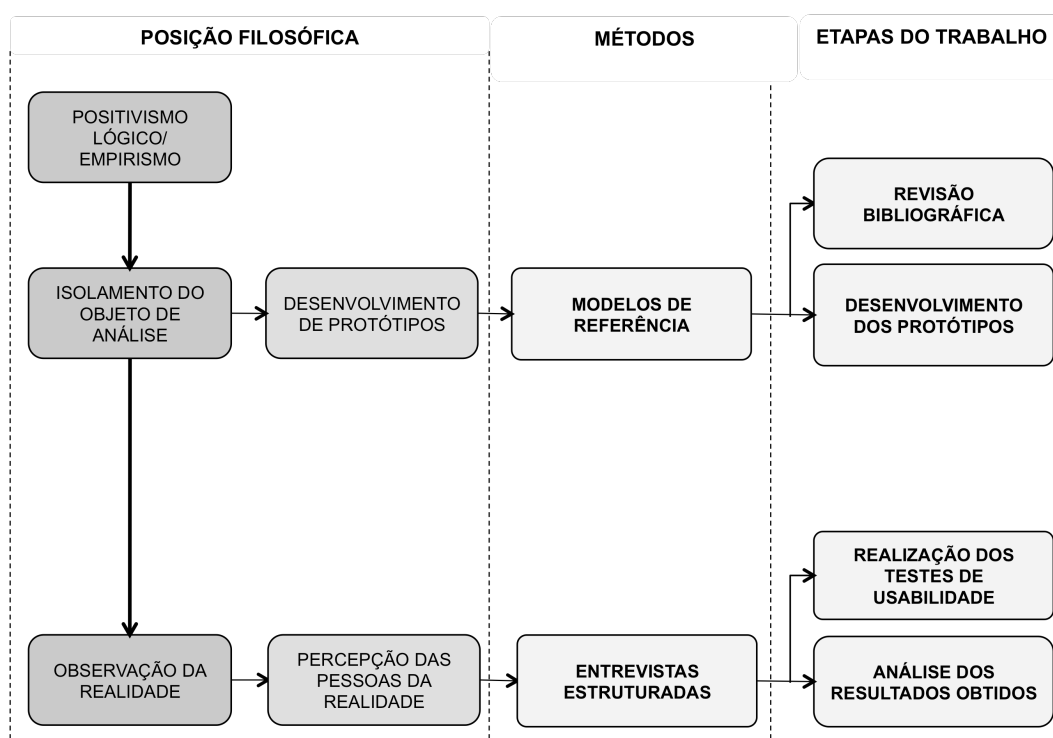 POSIÇÃO FILOSÓFICA
MÉTODOS
ETAPAS DO TRABALHO
POSITIVISMO
LÓGICO/
EMPIRISMO
REVISÃO
BIBLIOGRÁFICA
ISOLAMENTO DO
OBJETO DE
ANÁLISE
DESENVOLVIMENTO
DE PROTÓTIPOS
MODELOS DE
REFERÊNCIA
DESENVOLVIMENTO
DOS PROTÓTIPOS
REALIZAÇÃO DOS
TESTES DE
USABILIDADE
OBSERVAÇÃO DA
REALIDADE
PERCEPÇÃO DAS
PESSOAS DA
REALIDADE
ENTREVISTAS
ESTRUTURADAS
ANÁLISE DOS
RESULTADOS OBTIDOS